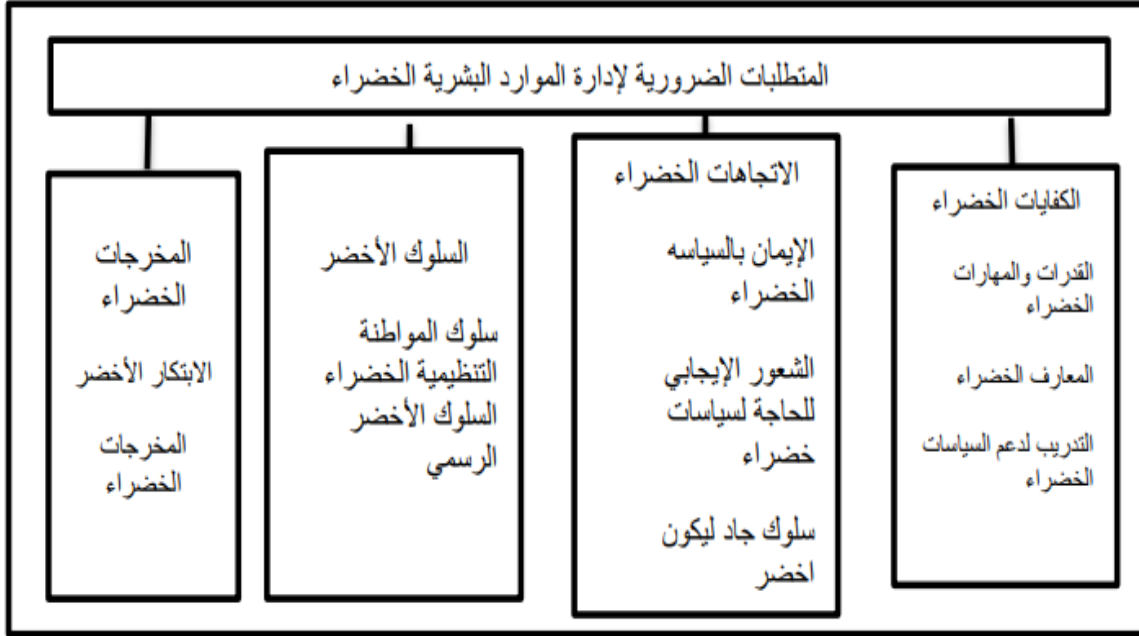 المتطلبات الضرورية لإدارة الموارد البشرية الخضراء
الكفايات الخضراء
القدرات والمهارات
الخضراء
المعارف الخضراء
التدريب لدعم السياسات
الخضراء
الاتجاهات الخضراء
الإيمان بالسياسه
الخضراء
الشعور الإيجابي
للحاجة لسياسات
خضراء
سلوك جاد ليكون
اخضر
السلوك الأخضر
سلوك المواطنة
التنظيمية الخضراء
السلوك الأخضر
الرسمي
المخرجات
الخضراء
الابتكار الأخضر
المخرجات
الخضراء